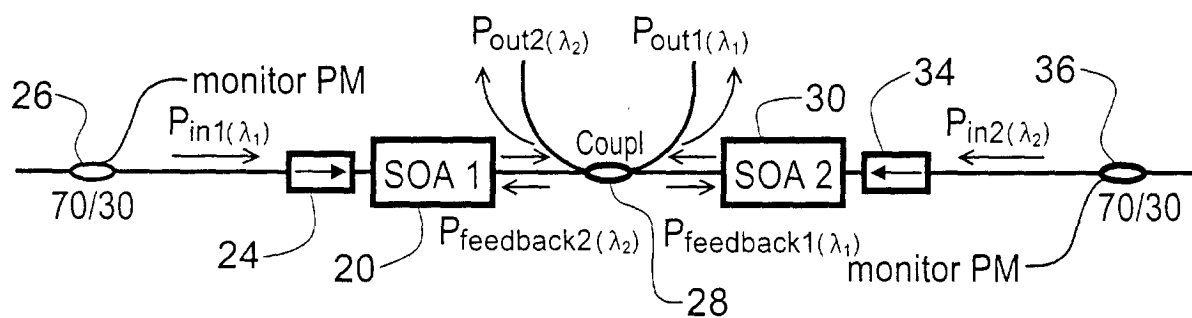 Pout2(λ2)
Pout1(λ1)
26
monitor PM
34
36
30
Pin1(λ1)
Coupl
Pin2(λ2)
SOA 1
SOA 2
70/30
70/30
24
20
Pfeedback2(λ2)
Pfeedback1(λ1)
monitor PM
28